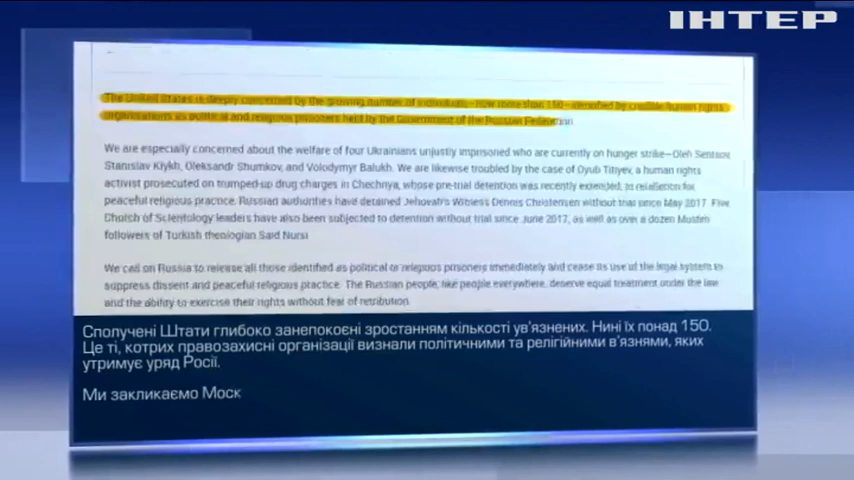 ІНТЕР
The United States is deeply concerned by the growing number of individuals—now more than 150—identified by credible human rights
organizations as political and religious prisoners held by the Government of the Russian Federation
We are especially concerned about the welfare of four Ukrainians unjustly imprisoned who are currently on hunger strike—Oleh Sentsov,
Stanislav Klykh, Oleksandr Shumkov, and Volodymyr Balukh. We are likewise troubled by the case of Oyub Titiyev, a human rights
activist prosecuted on trumped-up drug charges in Chechnya, whose pre-trial detention was recently extended, in retaliation for
peaceful religious practice. Russian authorities have detained Jehovah's Witness Dennis Christensen without trial since May 2017. Five
Church of Scientology leaders have also been subjected to detention without trial since June 2017, as well as over a dozen Muslim
followers of Turkish theologian Said Nursi
We call on Russia to release all those identified as political or religious prisoners immediately and cease its use of the legal system to
suppress dissent and peaceful religious practice. The Russian people, like people everywhere, deserve equal treatment under the law
and the ability to exercise their rights without fear of retribution.
Сполучені Штати глибоко занепокоєні зростанням кількості ув'язнених. Нині їх понад 150.
Це ті, котрих правозахисні організації визнали політичними та релігійними в'язнями, яких
утримує уряд Росії.
Ми закликаємо Моск